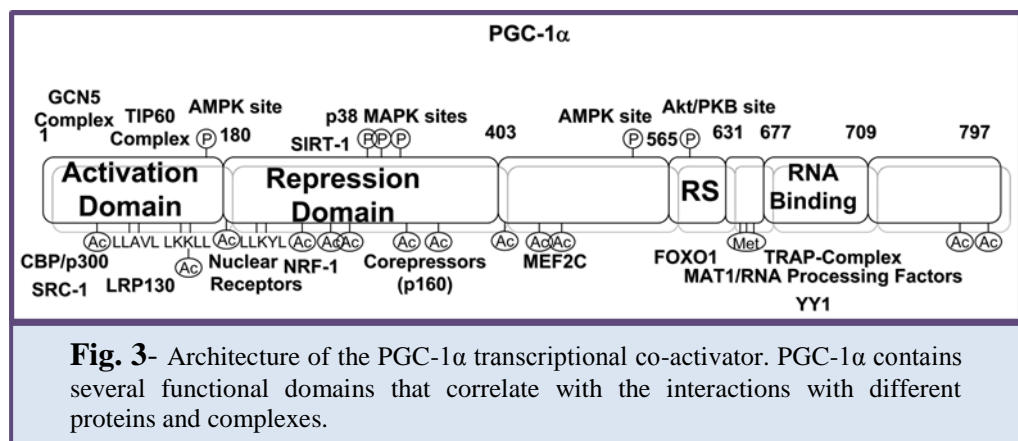 PGC-1α
GCN5
Complex
TIP60
Complex
AMPK site
p38 MAPK sites
SIRT-1
AMPK site
Akt/PKB site
1
180
403
565
631
677
709
797
P
P P P
P
P
Activation
Domain
Repression
Domain
RS
RNA
Binding
Ac LLAVL LKKLL Ac LLKYL Ac Ac Ac Ac Ac Ac Ac Ac Met Ac Ac
Ac
CBP/p300
SRC-1
LRP130
Nuclear
Receptors
NRF-1
Corepressors
(p160)
MEF2C
FOXO1
TRAP-Complex
MAT1/RNA Processing Factors
YY1
Fig. 3- Architecture of the PGC-1α transcriptional co-activator. PGC-1α contains
several functional domains that correlate with the interactions with different
proteins and complexes.